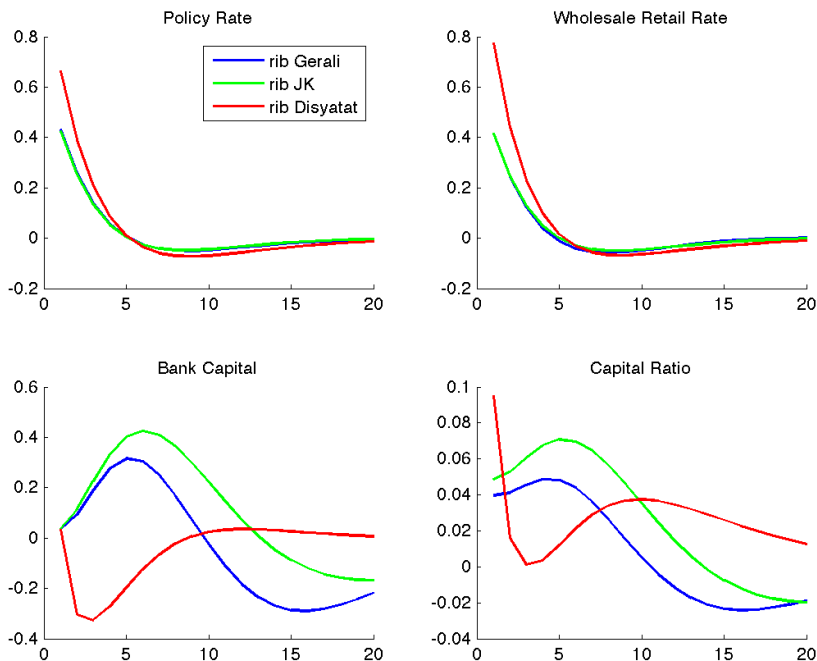 Policy Rate
0.8
0.6
0.4
0.2
0
-0.2
0 5 10 15 20
rib Gerali
rib JK
rib Disyatat
Wholesale Retail Rate
0.8
0.6
0.4
0.2
0
-0.2
0 5 10 15 20
Bank Capital
0.6
0.4
0.2
0
-0.2
-0.4
0 5 10 15 20
Capital Ratio
0.1
0.08
0.06
0.04
0.02
0
-0.02
-0.04
0 5 10 15 20